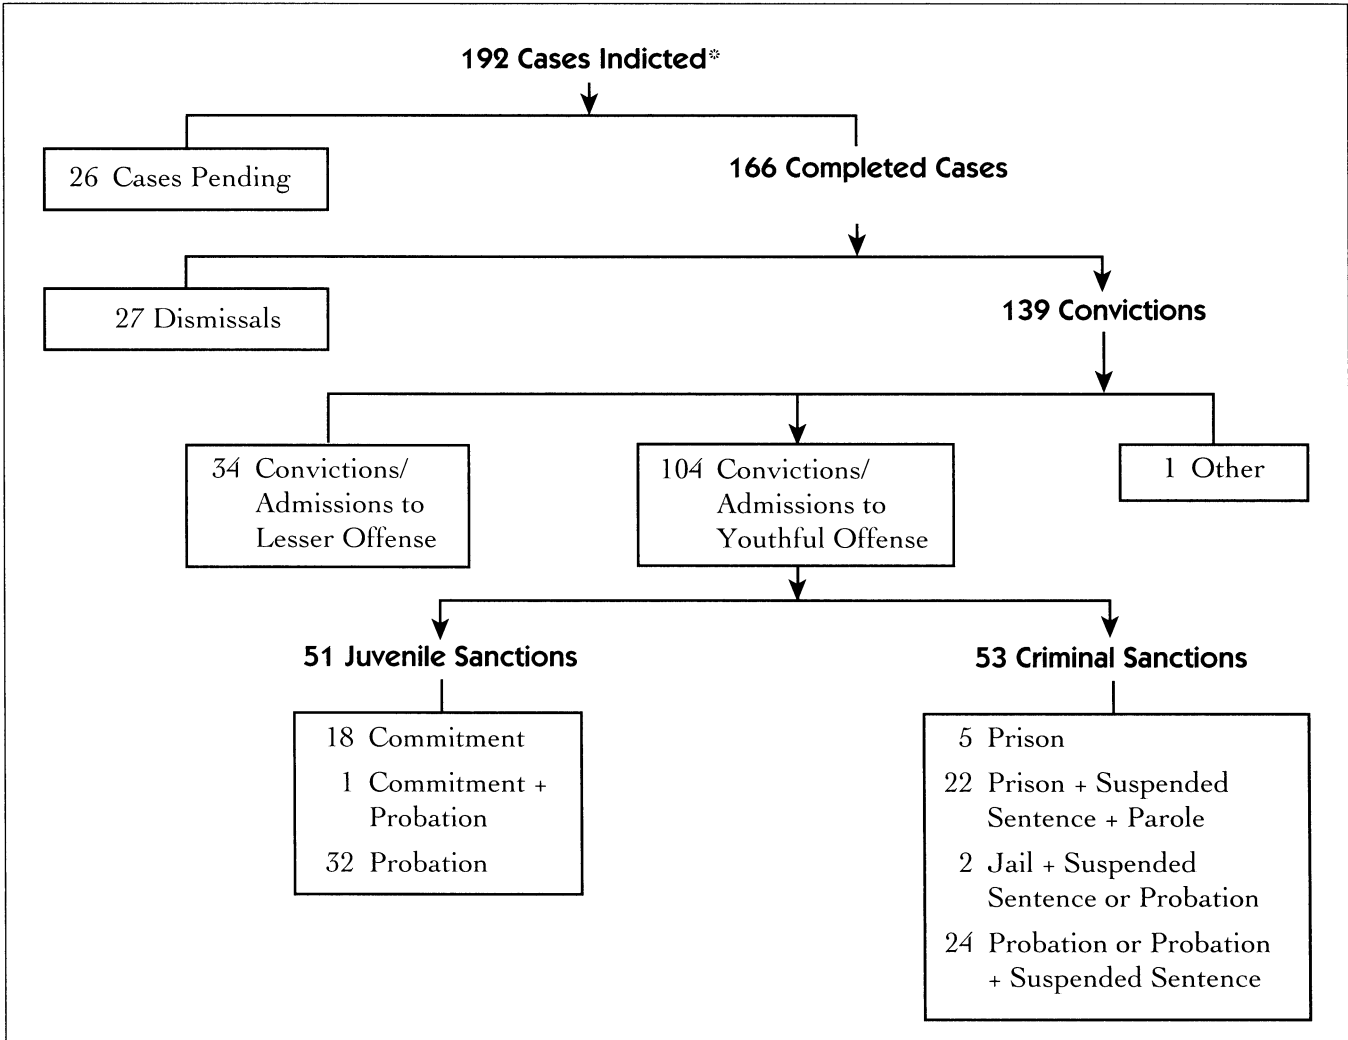 192 Cases Indicted*
26 Cases Pending
166 Completed Cases
27 Dismissals
139 Convictions
34 Convictions/
Admissions to
Lesser Offense
104 Convictions/
Admissions to
Youthful Offense
1 Other
51 Juvenile Sanctions
18 Commitment
1 Commitment +
Probation
32 Probation
53 Criminal Sanctions
5 Prison
22 Prison + Suspended
Sentence + Parole
2 Jail + Suspended
Sentence or Probation
24 Probation or Probation
+ Suspended Sentence